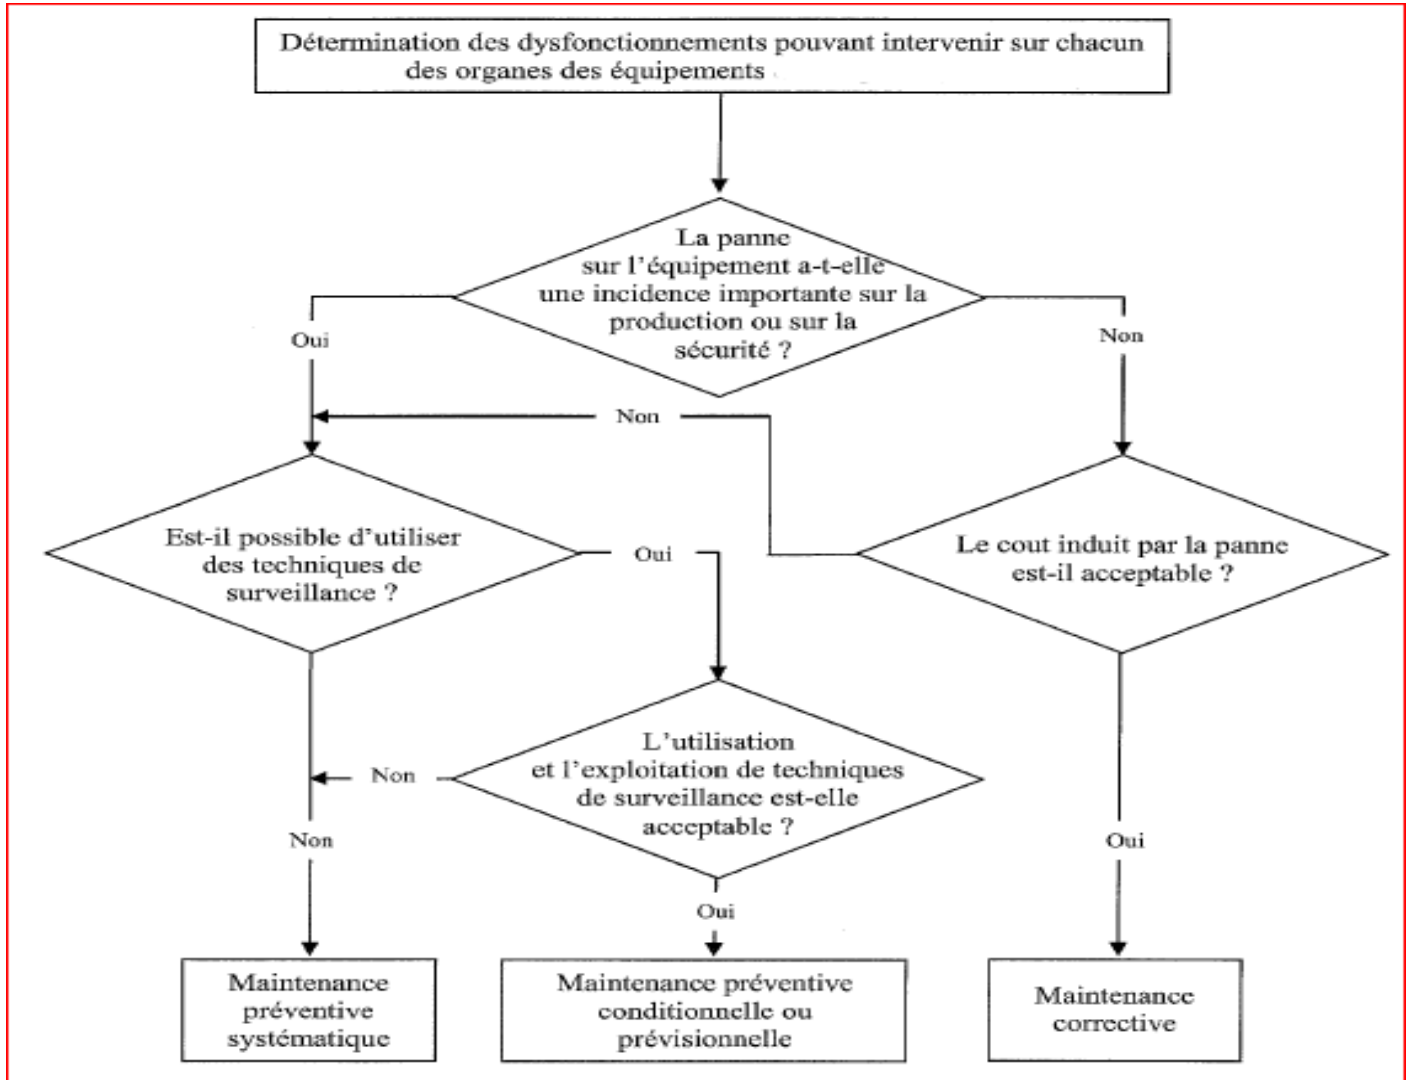 Détermination des dysfonctionnements pouvant intervenir sur chacun
des organes des équipements
La panne
sur l'équipement a-t-elle
une incidence importante sur la
production ou sur la
sécurité ?
Oui
Non
Non
Est-il possible d'utiliser
des techniques de
surveillance ?
Oui
Le cout induit par la panne
est-il acceptable ?
L'utilisation
et l'exploitation de techniques
de surveillance est-elle
acceptable ?
Non
Non
Oui
Oui
Maintenance
préventive
systématique
Maintenance préventive
conditionnelle ou
prévisionnelle
Maintenance
corrective